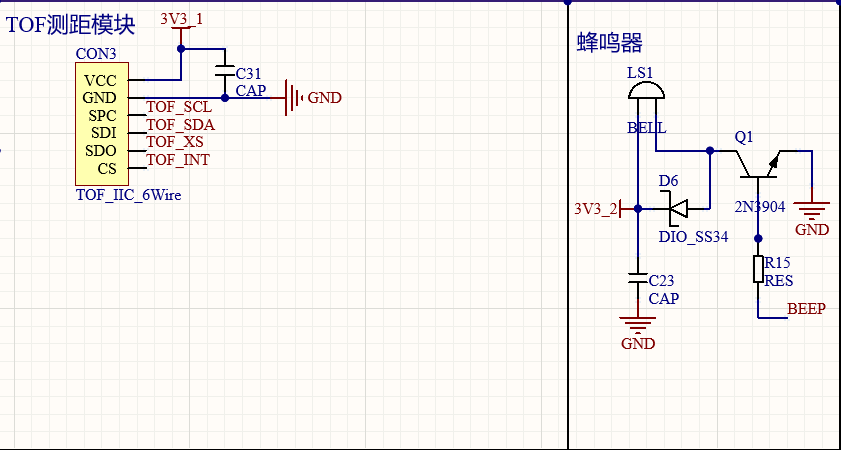 TOF测距模块
3V3_1
CON3
VCC
GND
SPC
SDI
SDO
CS
C31
CAP
GND
TOF_SCL
TOF_SDA
TOF_XS
TOF_INT
TOF_IIC_6Wire
蜂鸣器
LS1
BELL
Q1
2N3904
GND
D6
3V3_2
DIO_SS34
C23
CAP
GND
R15
RES
BEEP